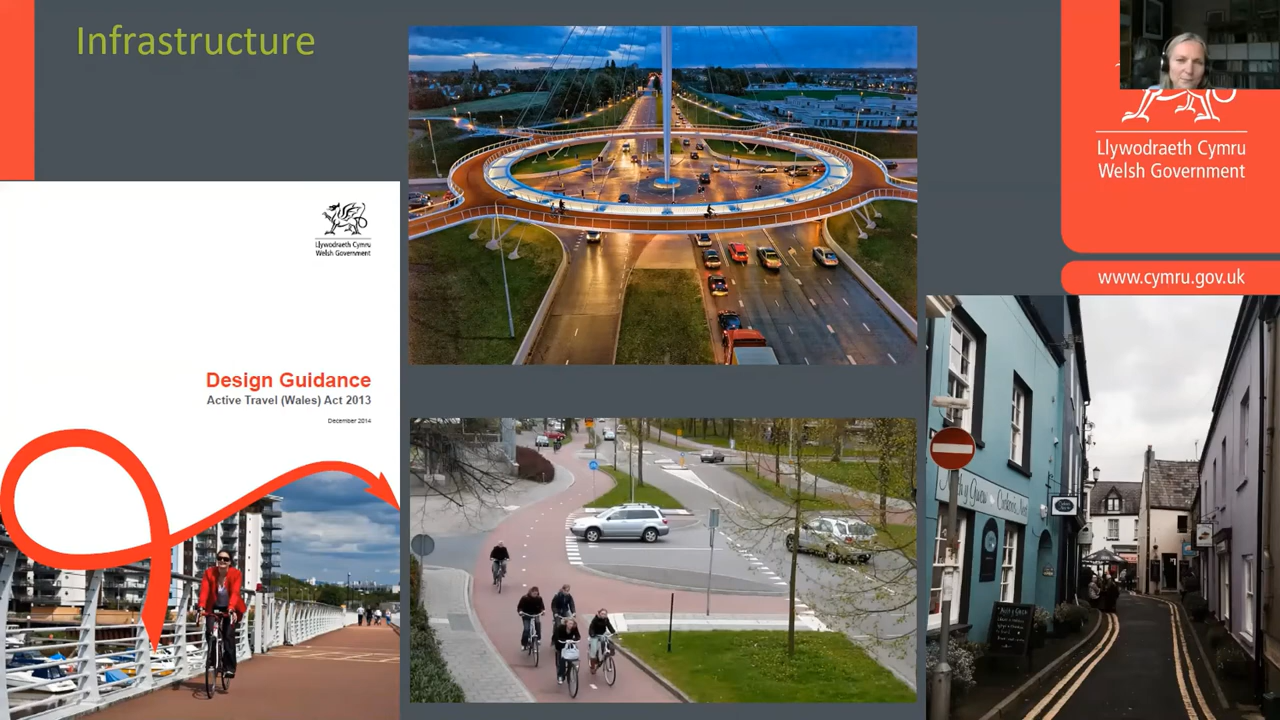 Infrastructure
Llywodraeth Cymru
Welsh Government
www.cymru.gov.uk
Llywodraeth Cymru
Welsh Government
Design Guidance
Active Travel (Wales) Act 2013
December 2014